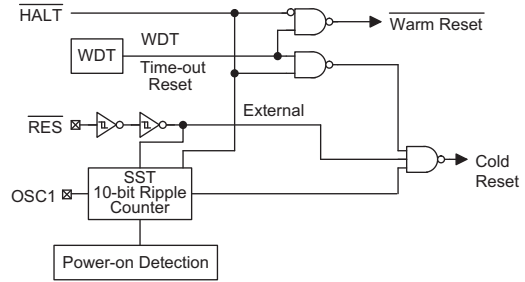 HALT
WDT
WDT
Time-out
Reset
Warm Reset
RES
External
SST
10-bit Ripple
Counter
OSC1
Cold
Reset
Power-on Detection